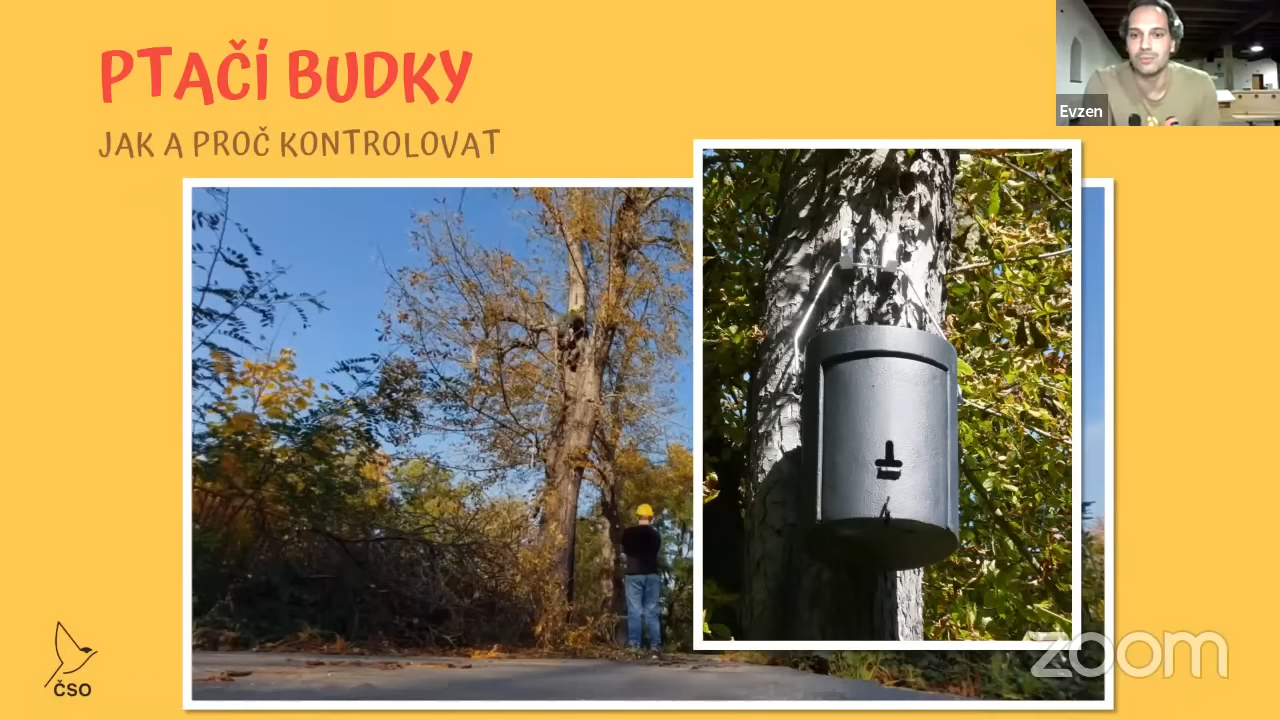 PTAČÍ BUDKY
JAK A PROČ KONTROLOVAT
Evzen
ČSO
zoom